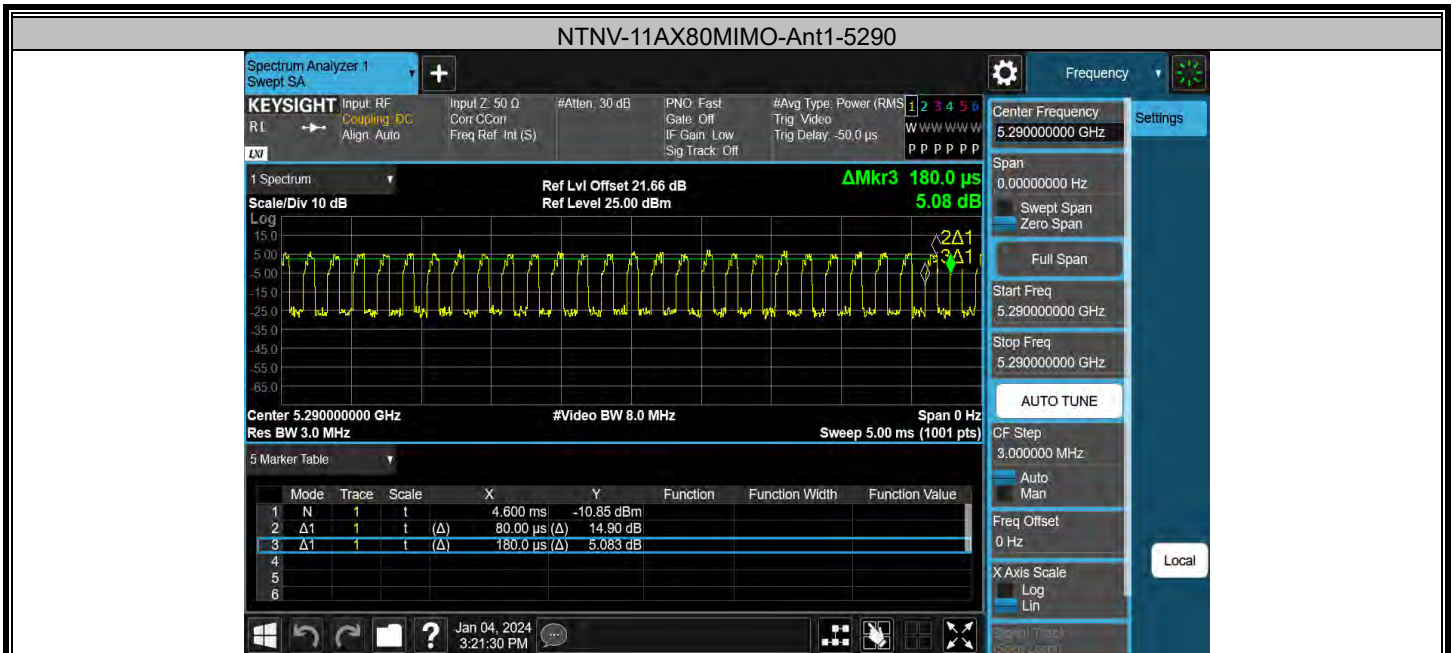 NTNV-11AX80MIMO-Ant1-5290
Spectrum Analyzer 1
Swept SA
+
Frequency
KEYSIGHT
RL
LXI
Input: RF
Coupling: DC
Align: Auto
Input Z: 50 Ω
Corr CCorr
Freq Ref: Int (S)
#Atten: 30 dB
PNO: Fast
Gate: Off
IF Gain: Low
Sig Track: Off
#Avg Type: Power (RMS
Trig: Video
Trig Delay: -50.0 µs
1 2 3 4 5 6
W W W W W W
P P P P P P
1 Spectrum
Scale/Div 10 dB
Ref Lvl Offset 21.66 dB
Ref Level 25.00 dBm
ΔMkr3 180.0 µs
5.08 dB
Log
15.0
5.00
-5.00
-15.0
-25.0
-35.0
-45.0
-55.0
-65.0
2Δ1
3Δ1
Center 5.290000000 GHz
#Video BW 8.0 MHz
Span 0 Hz
Res BW 3.0 MHz
Sweep 5.00 ms (1001 pts)
5 Marker Table
Mode Trace Scale X Y Function Function Width Function Value
1 N 1 t 4.600 ms -10.85 dBm
2 Δ1 1 t (Δ) 80.00 µs (Δ) 14.90 dB
3 Δ1 1 t (Δ) 180.0 µs (Δ) 5.083 dB
4
5
6
Center Frequency
5.290000000 GHz
Settings
Span
0.00000000 Hz
Swept Span
Zero Span
Full Span
Start Freq
5.290000000 GHz
Stop Freq
5.290000000 GHz
AUTO TUNE
CF Step
3.000000 MHz
Auto
Man
Freq Offset
0 Hz
X Axis Scale
Log
Lin
Signal Track
(Span Zoom)
Local
?
Jan 04, 2024
3:21:30 PM